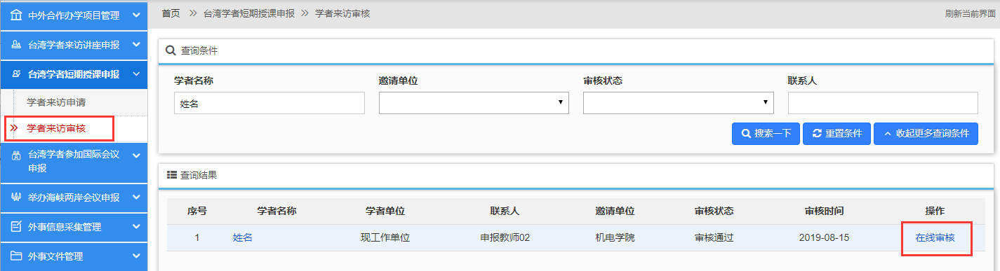 中外合作办学项目管理
台湾学者来访讲座申报
台湾学者短期授课申报
学者来访申请
学者来访审核
台湾学者参加国际会议
申报
举办海峡两岸会议申报
外事信息采集管理
外事文件管理
首页 台湾学者短期授课申报 学者来访审核 刷新当前界面
查询条件
学者名称 邀请单位 审核状态 联系人
姓名
搜索一下 重置条件 收起更多查询条件
查询结果
序号 学者名称 学者单位 联系人 邀请单位 审核状态 审核时间 操作
1 姓名 现工作单位 申报教师02 机电学院 审核通过 2019-08-15 在线审核